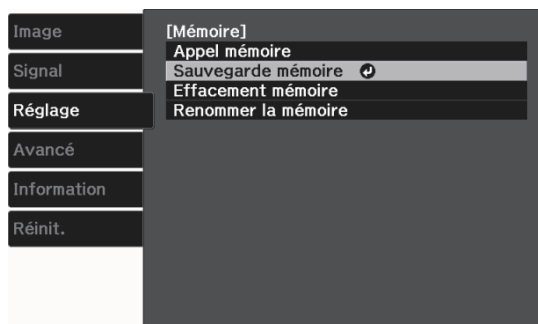 Image
Signal
Réglage
Avancé
Information
Réinit.
[Mémoire]
Appel mémoire
Sauvegarde mémoire
Effacement mémoire
Renommer la mémoire